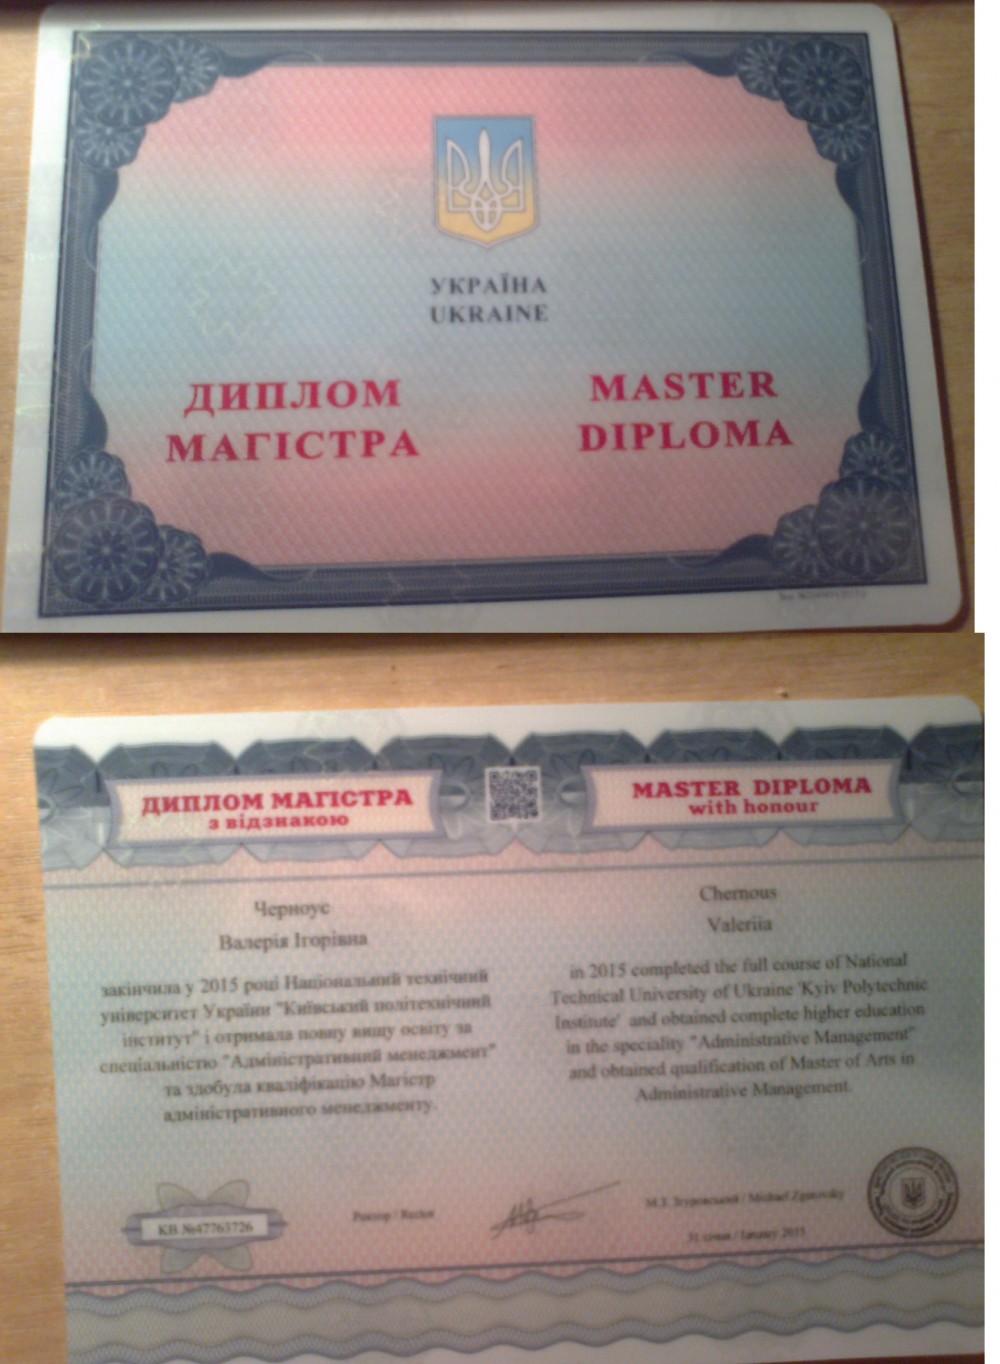 УКРАЇНА
UKRAINE
ДИПЛОМ
МАГІСТРА
MASTER
DIPLOMA
ДИПЛОМ МАГІСТРА
з відзнакою
MASTER DIPLOMA
with honour
Черноус
Валерія Ігорівна
закінчила у 2015 році Національний технічний
університет України "Київський політехнічний
інститут" і отримала повну вищу освіту за
спеціальністю "Адміністративний менеджмент"
та здобула кваліфікацію Магістр
адміністративного менеджменту.
Chernous
Valeriia
in 2015 completed the full course of National
Technical University of Ukraine 'Kyiv Polytechnic
Institute' and obtained complete higher education
in the speciality "Administrative Management"
and obtained qualification of Master of Arts in
Administrative Management.
КВ №47763726
Ректор / Rector
М.З. Згуровський / Michael Zgurovsky
31 січня / January 2015